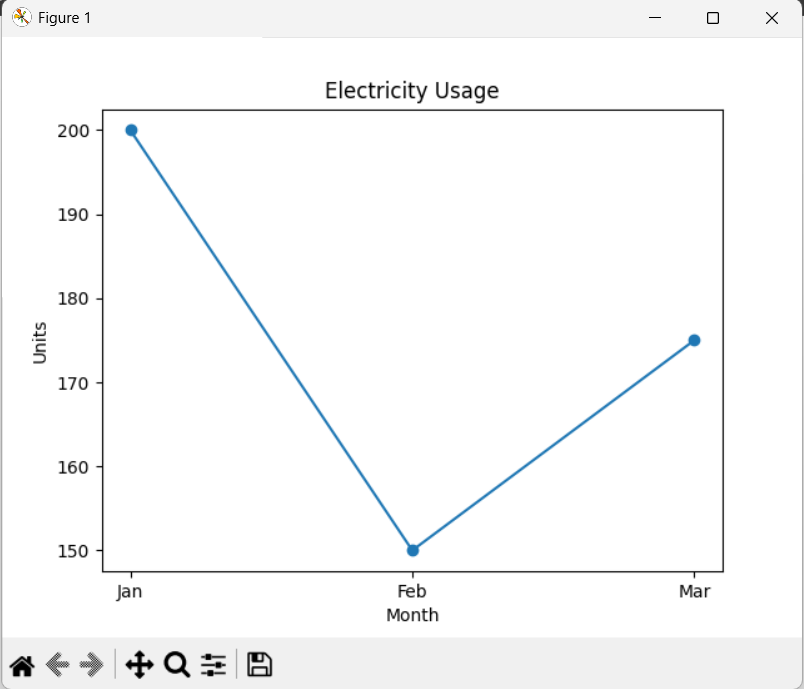 Figure 1
Electricity Usage
200
190
180
170
160
150
Units
Jan Feb Mar
Month